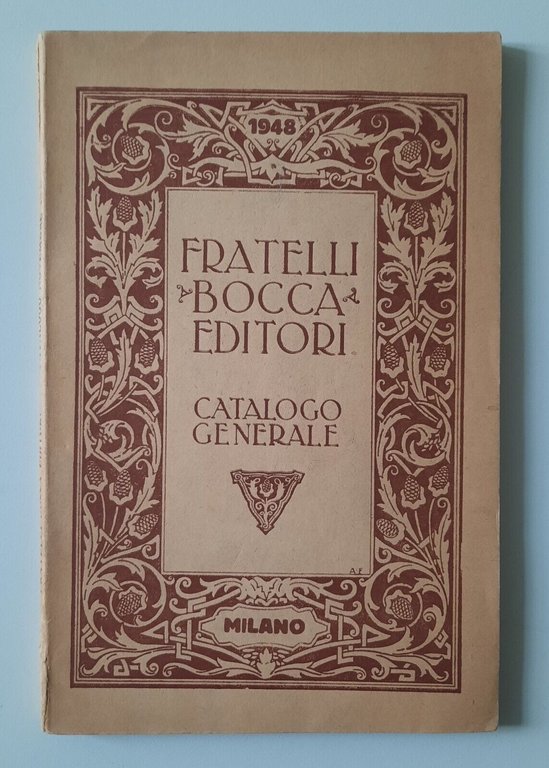 1948
FRATELLI
BOCCA
EDITORI
CATALOGO
GENERALE
A.F
MILANO